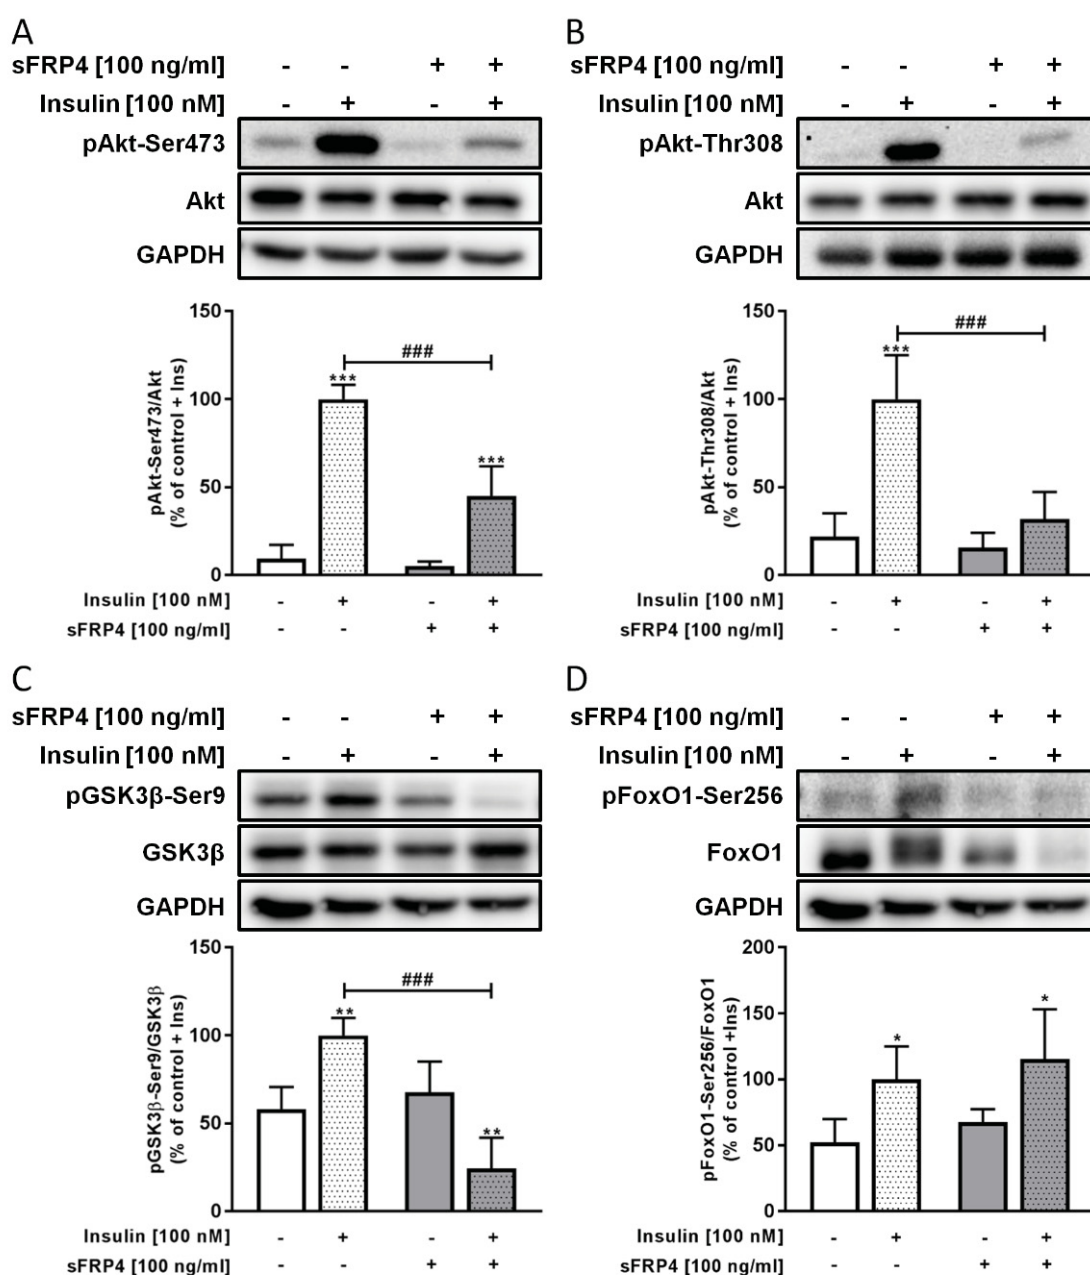 A
sFRP4 [100 ng/ml] - - + +
Insulin [100 nM] - + - +
pAkt-Ser473
Akt
GAPDH
150
100
50
0
pAkt-Ser473/Akt
(% of control + Ins)
###
***
***
Insulin [100 nM] - + - +
sFRP4 [100 ng/ml] - - + +
B
sFRP4 [100 ng/ml] - - + +
Insulin [100 nM] - + - +
pAkt-Thr308
Akt
GAPDH
150
100
50
0
pAkt-Thr308/Akt
(% of control + Ins)
###
***
Insulin [100 nM] - + - +
sFRP4 [100 ng/ml] - - + +
C
sFRP4 [100 ng/ml] - - + +
Insulin [100 nM] - + - +
pGSK3β-Ser9
GSK3β
GAPDH
150
100
50
0
pGSK3β-Ser9/GSK3β
(% of control + Ins)
###
**
**
Insulin [100 nM] - + - +
sFRP4 [100 ng/ml] - - + +
D
sFRP4 [100 ng/ml] - - + +
Insulin [100 nM] - + - +
pFoxO1-Ser256
FoxO1
GAPDH
200
150
100
50
0
pFoxO1-Ser256/FoxO1
(% of control +Ins)
*
*
Insulin [100 nM] - + - +
sFRP4 [100 ng/ml] - - + +